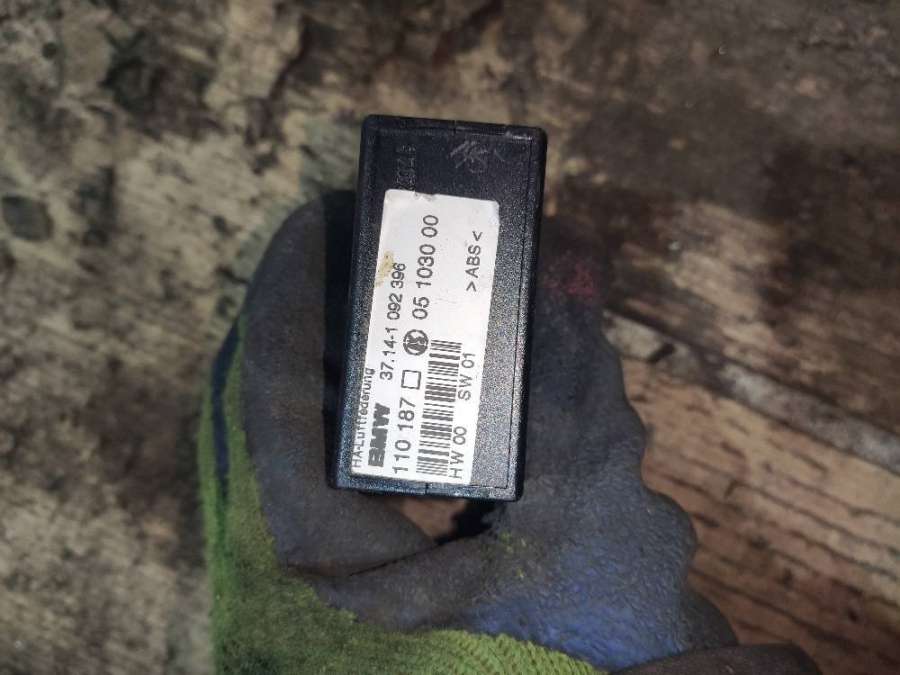 HA-Luftfederung
BMW 37.14-1 092 396
110 187 05 1030 00
HW 00 SW 01
>ABS<